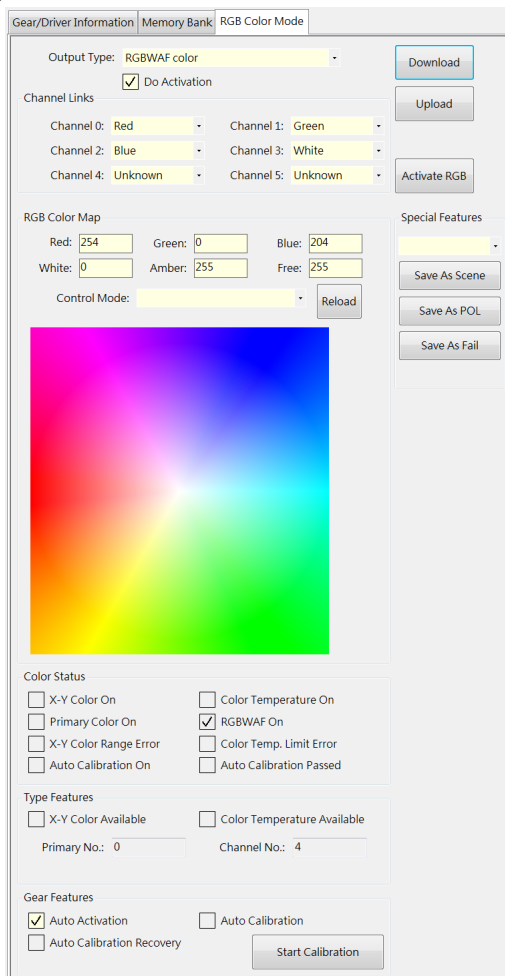 Gear/Driver Information Memory Bank RGB Color Mode
Output Type: RGBWAF color
Download
Do Activation
Channel Links
Upload
Channel 0: Red Channel 1: Green
Channel 2: Blue Channel 3: White
Channel 4: Unknown Channel 5: Unknown
Activate RGB
RGB Color Map
Special Features
Red: 254 Green: 0 Blue: 204
White: 0 Amber: 255 Free: 255
Save As Scene
Control Mode: Reload
Save As POL
Save As Fail
Color Status
X-Y Color On Color Temperature On
Primary Color On RGBWAF On
X-Y Color Range Error Color Temp. Limit Error
Auto Calibration On Auto Calibration Passed
Type Features
X-Y Color Available Color Temperature Available
Primary No.: 0 Channel No.: 4
Gear Features
Auto Activation Auto Calibration
Auto Calibration Recovery Start Calibration